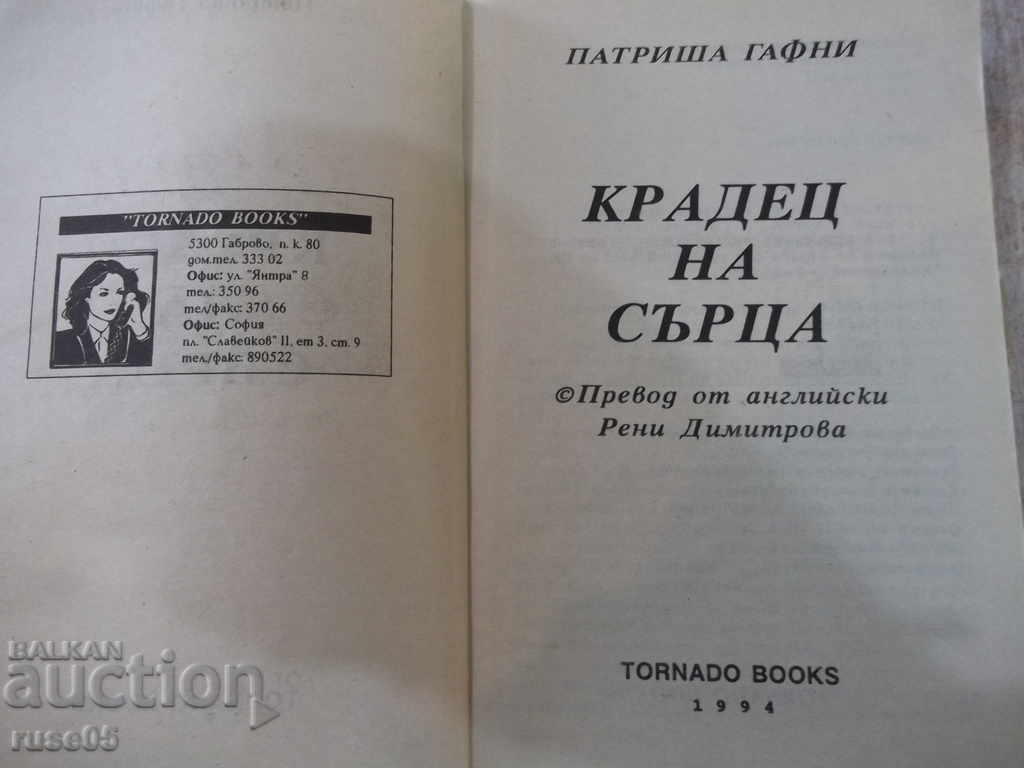 "TORNADO BOOKS"
5300 Габрово, п. к. 80
дом.тел. 333 02
Офис: ул. "Янтра" 8
тел.: 350 96
тел/факс: 370 66
Офис: София
пл. "Славейков" 11, ет 3, ст. 9
тел./факс: 890522
ПАТРИША ГАФНИ
КРАДЕЦ
НА
СЪРЦА
©Превод от английски
Рени Димитрова
TORNADO BOOKS
1994
BALKAN
auction
ruse05